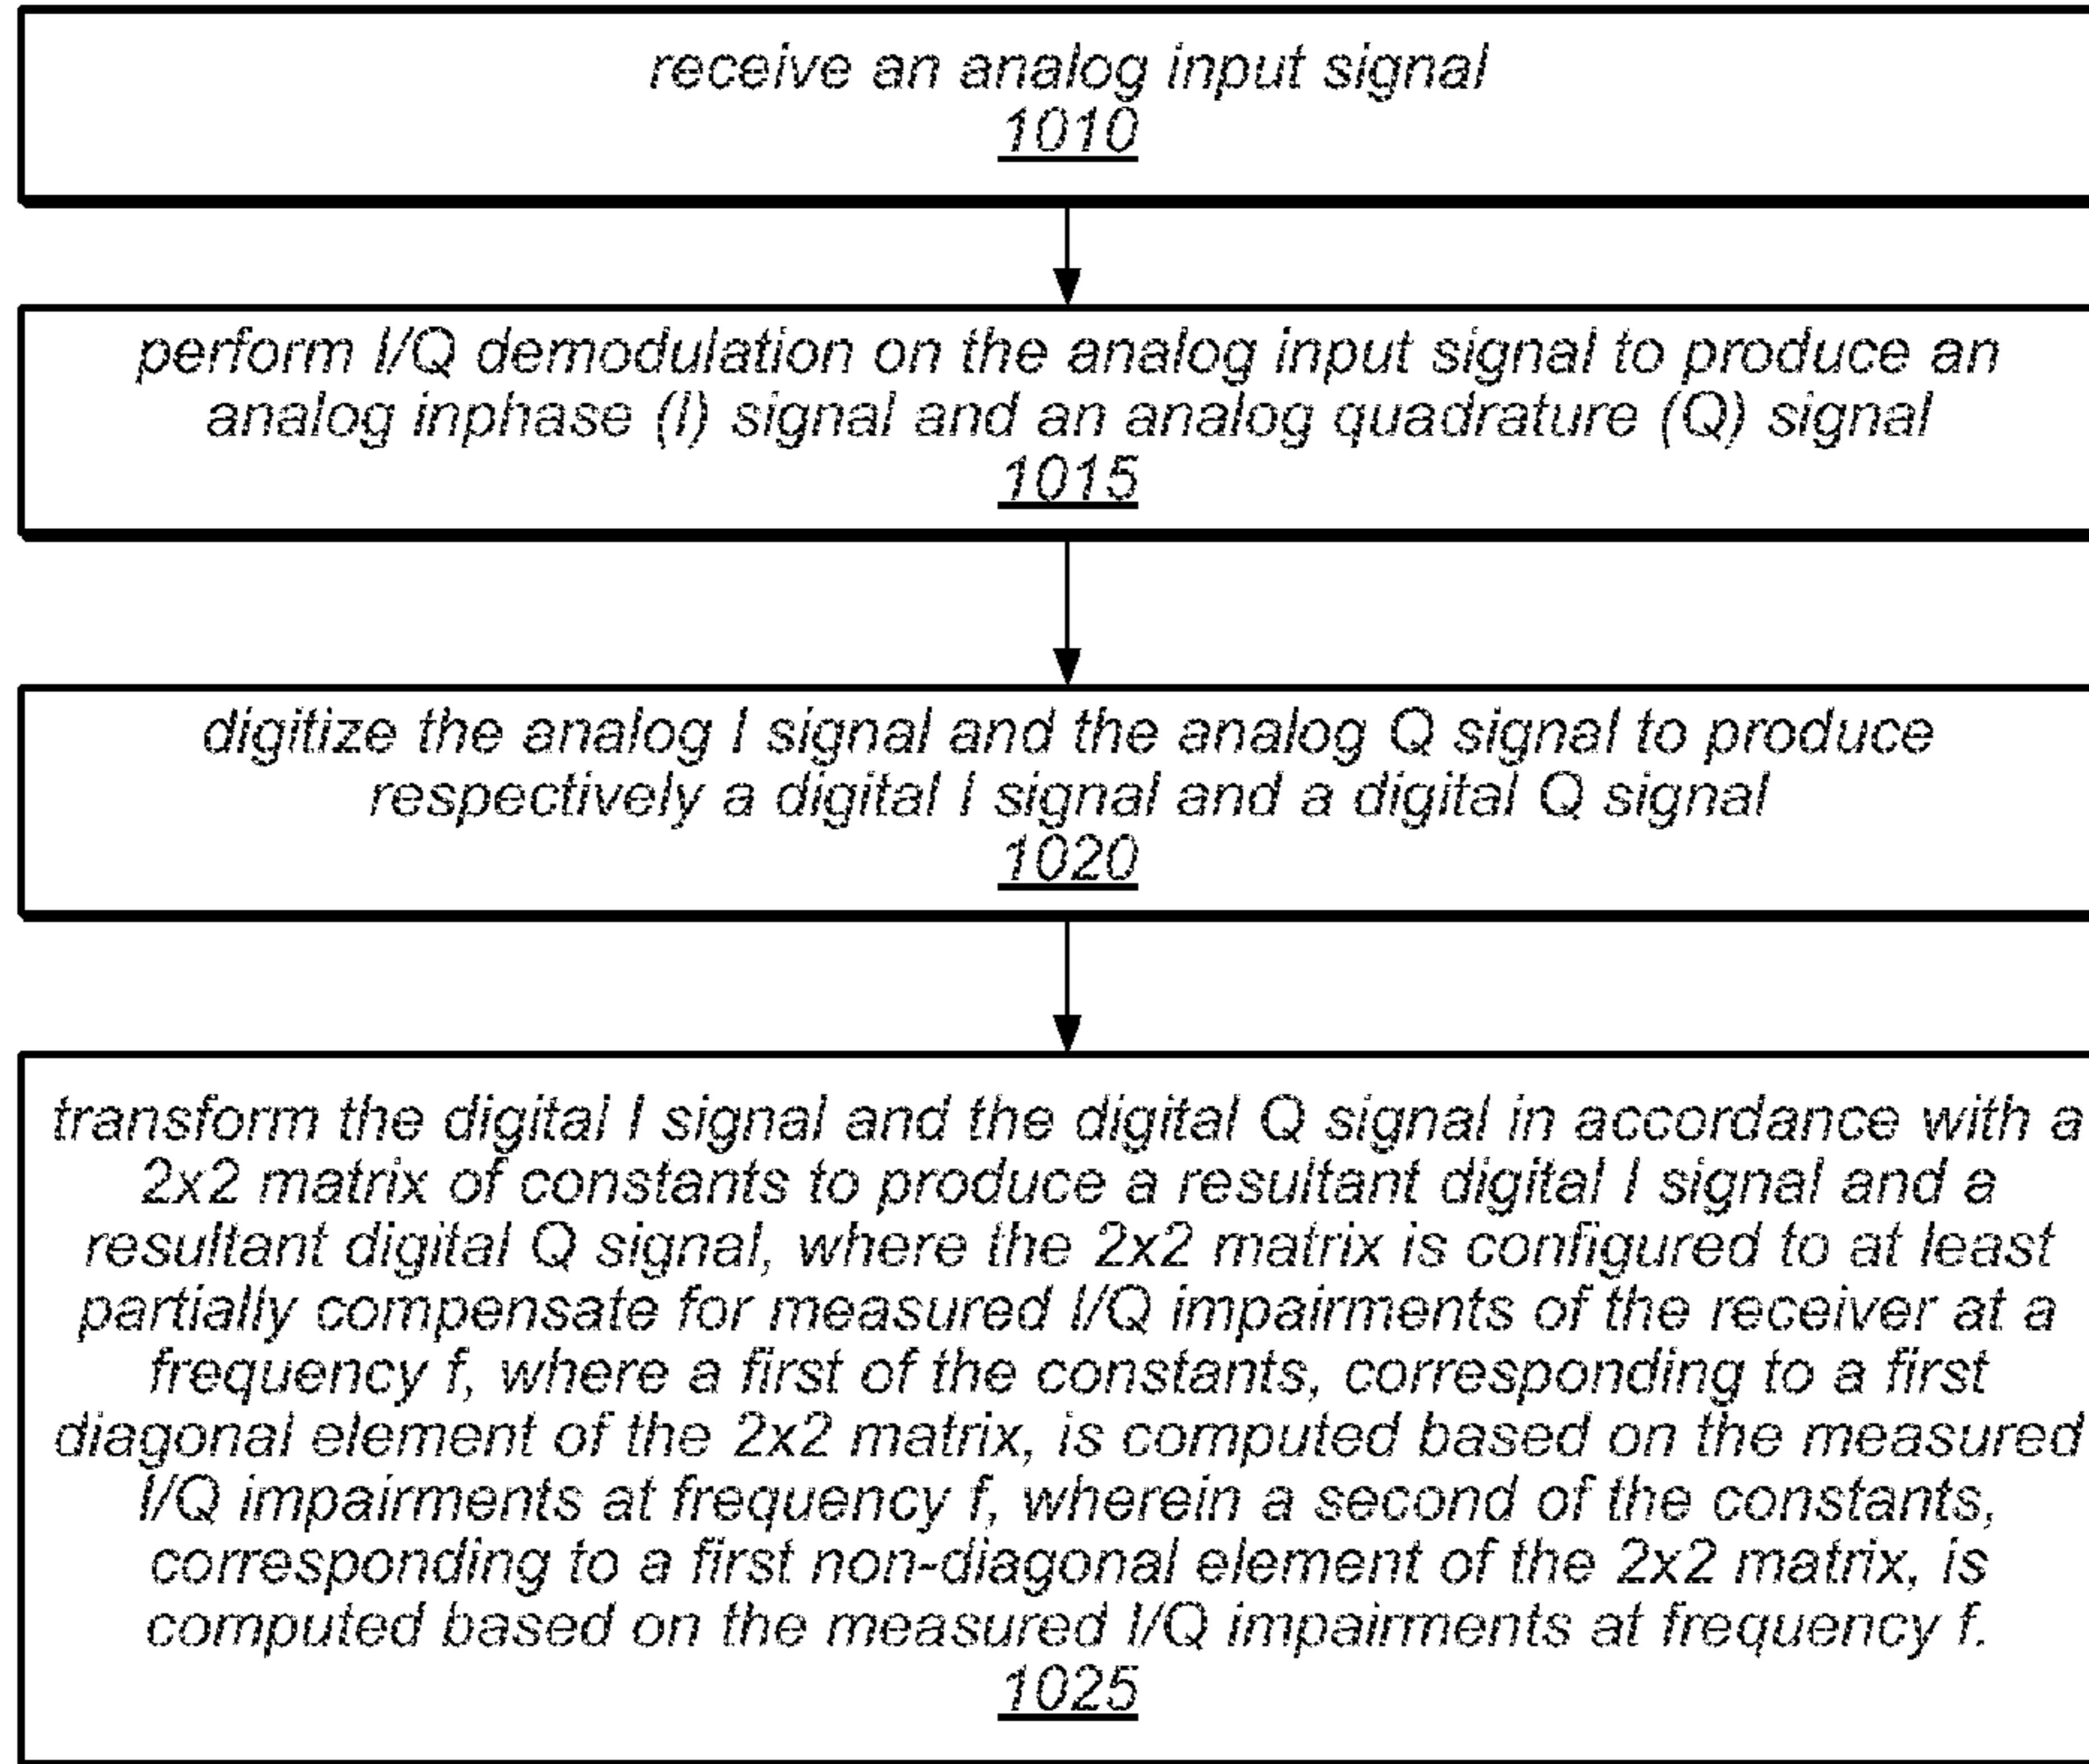 receive an analog input signal
1010
perform I/Q demodulation on the analog input signal to produce an
analog inphase (I) signal and an analog quadrature (Q) signal
1015
digitize the analog I signal and the analog Q signal to produce
respectively a digital I signal and a digital Q signal
1020
transform the digital I signal and the digital Q signal in accordance with a
2x2 matrix of constants to produce a resultant digital I signal and a
resultant digital Q signal, where the 2x2 matrix is configured to at least
partially compensate for measured I/Q impairments of the receiver at a
frequency f, where a first of the constants, corresponding to a first
diagonal element of the 2x2 matrix, is computed based on the measured
I/Q impairments at frequency f, wherein a second of the constants,
corresponding to a first non-diagonal element of the 2x2 matrix, is
computed based on the measured I/Q impairments at frequency f.
1025